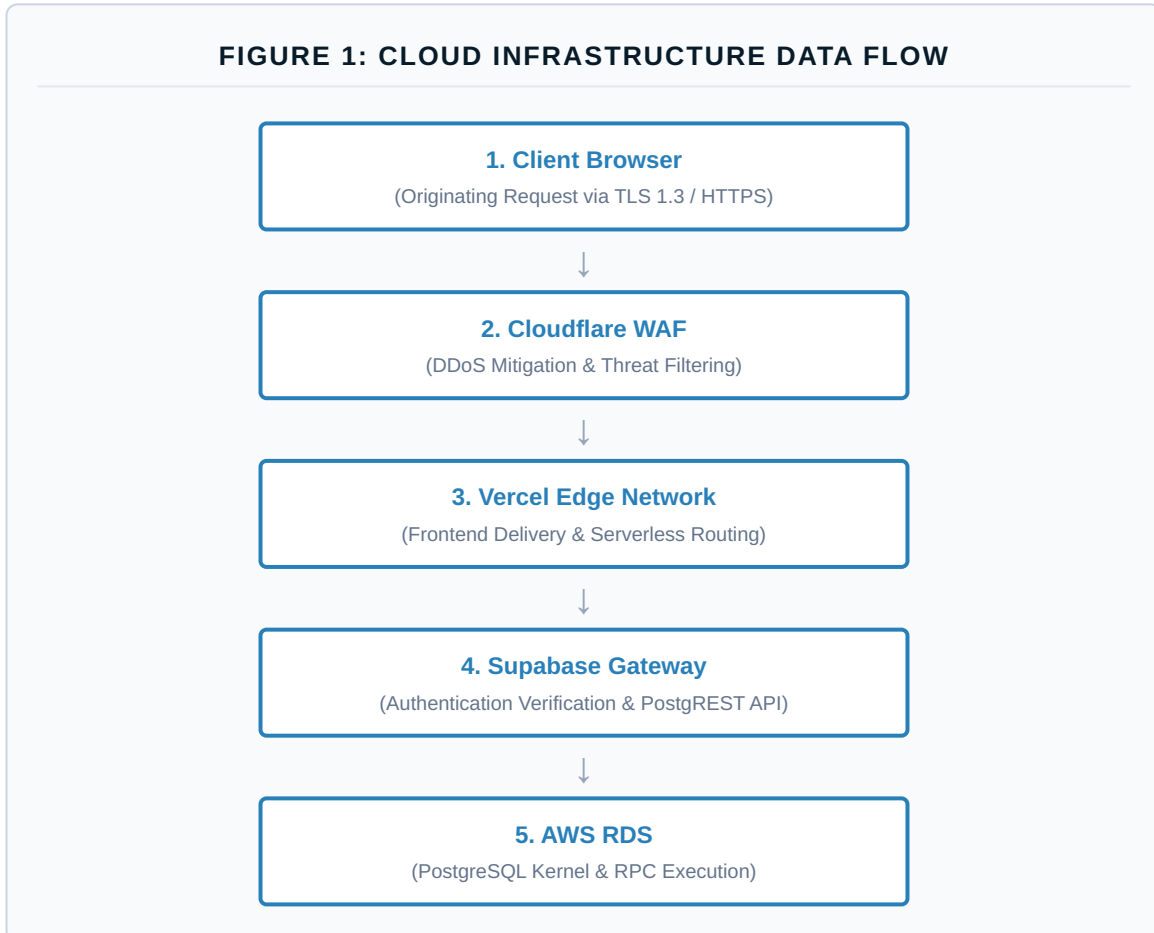 FIGURE 1: CLOUD INFRASTRUCTURE DATA FLOW
1. Client Browser
(Originating Request via TLS 1.3 / HTTPS)
↓
2. Cloudflare WAF
(DDoS Mitigation & Threat Filtering)
↓
3. Vercel Edge Network
(Frontend Delivery & Serverless Routing)
↓
4. Supabase Gateway
(Authentication Verification & PostgREST API)
↓
5. AWS RDS
(PostgreSQL Kernel & RPC Execution)